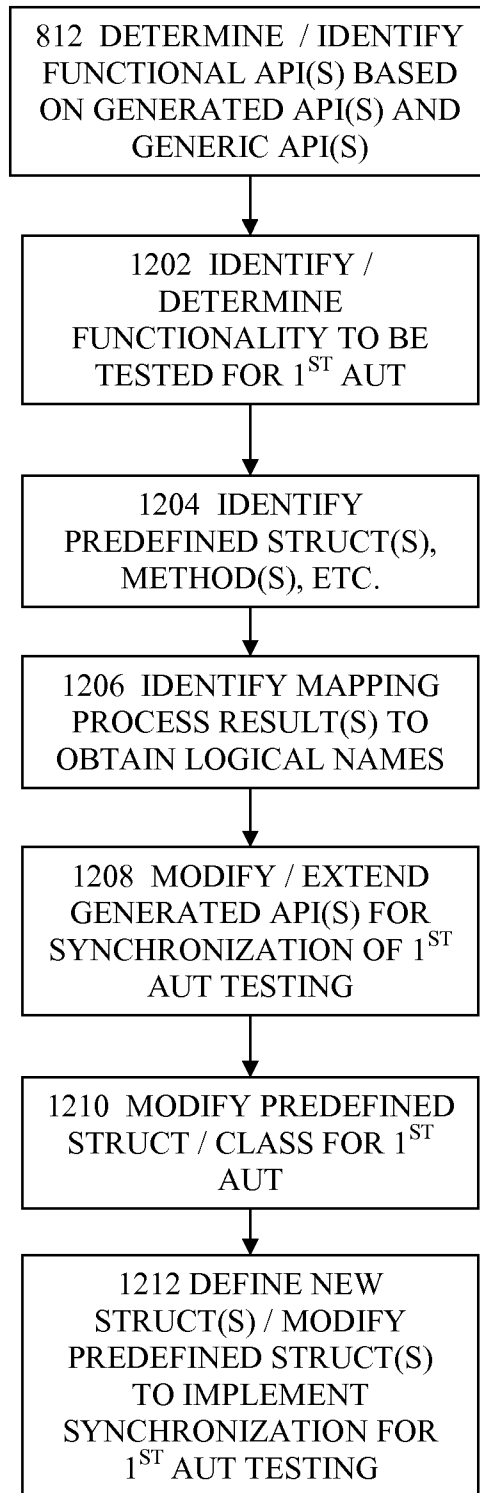 812 DETERMINE / IDENTIFY
FUNCTIONAL API(S) BASED
ON GENERATED API(S) AND
GENERIC API(S)
1202 IDENTIFY /
DETERMINE
FUNCTIONALITY TO BE
TESTED FOR 1ST AUT
1204 IDENTIFY
PREDEFINED STRUCT(S),
METHOD(S), ETC.
1206 IDENTIFY MAPPING
PROCESS RESULT(S) TO
OBTAIN LOGICAL NAMES
1208 MODIFY / EXTEND
GENERATED API(S) FOR
SYNCHRONIZATION OF 1ST
AUT TESTING
1210 MODIFY PREDEFINED
STRUCT / CLASS FOR 1ST
AUT
1212 DEFINE NEW
STRUCT(S) / MODIFY
PREDEFINED STRUCT(S)
TO IMPLEMENT
SYNCHRONIZATION FOR
1ST AUT TESTING